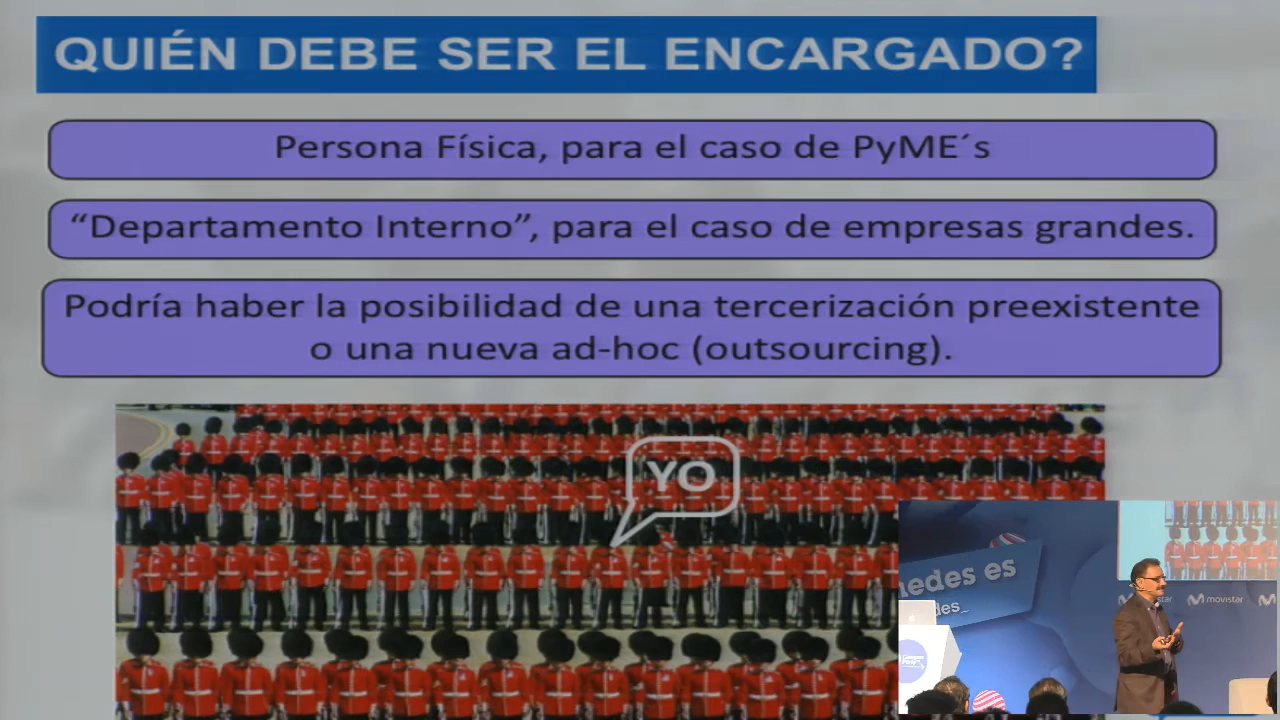 QUIÉN DEBE SER EL ENCARGADO?
Persona Física, para el caso de PyME´s
“Departamento Interno”, para el caso de empresas grandes.
Podría haber la posibilidad de una tercerización preexistente
o una nueva ad-hoc (outsourcing).
YO
es
movistar